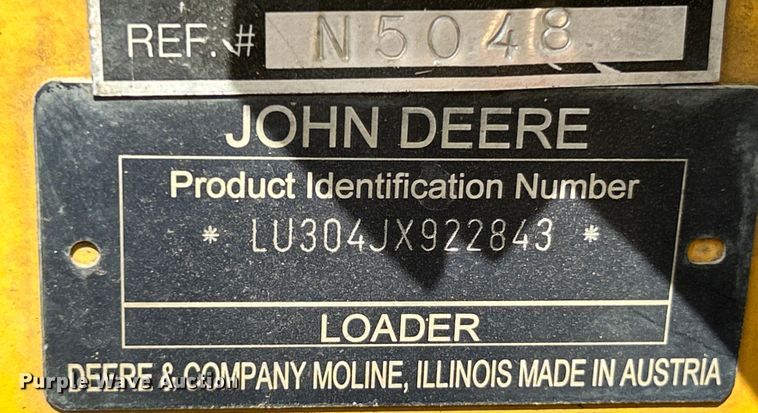 REF. # N5048
JOHN DEERE
Product Identification Number
* LU304JX922843 *
LOADER
DEERE & COMPANY MOLINE, ILLINOIS MADE IN AUSTRIA
Purple Wave Auction